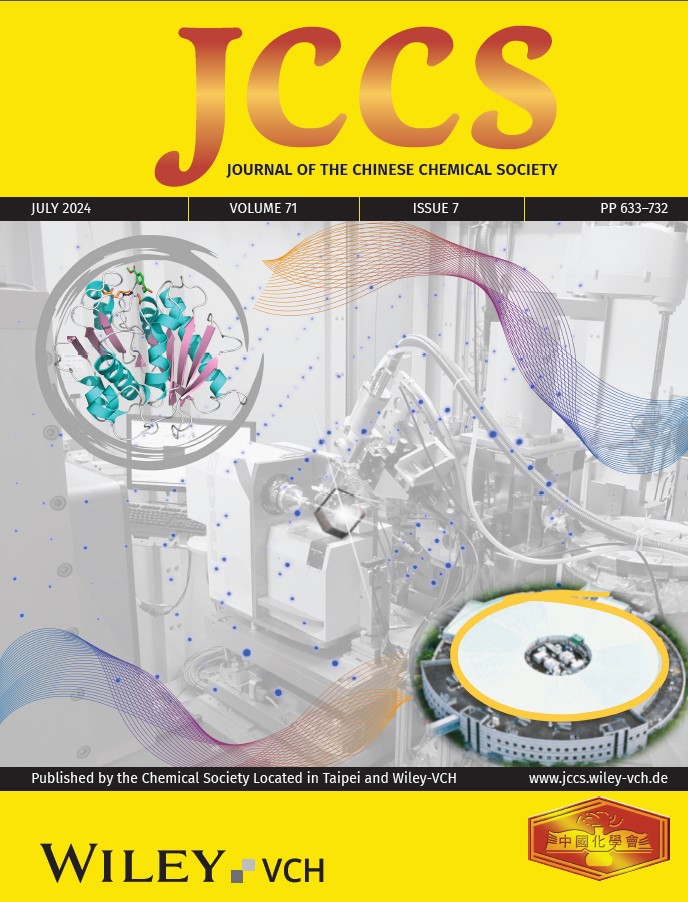 JCCS
JOURNAL OF THE CHINESE CHEMICAL SOCIETY
JULY 2024 VOLUME 71 ISSUE 7 PP 633–732
Published by the Chemical Society Located in Taipei and Wiley-VCH www.jccs.wiley-vch.de
WILEY VCH
中國化學會